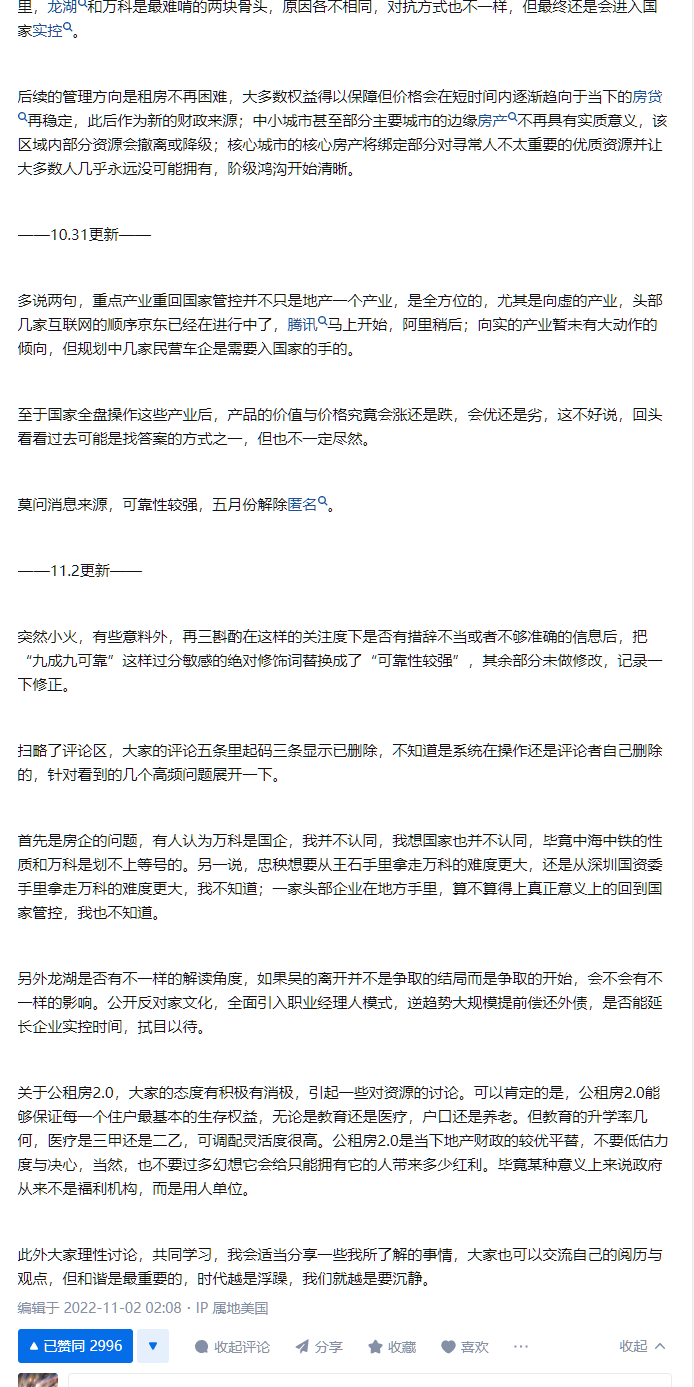 里，龙湖和万科是最难啃的两块骨头，原因各不相同，对抗方式也不一样，但最终还是会进入国
家实控。
后续的管理方向是租房不再困难，大多数权益得以保障但价格会在短时间内逐渐趋向于当下的房贷
再稳定，此后作为新的财政来源；中小城市甚至部分主要城市的边缘房产不再具有实质意义，该
区域内部分资源会撤离或降级；核心城市的核心房产将绑定部分对寻常人不太重要的优质资源并让
大多数人几乎永远没可能拥有，阶级鸿沟开始清晰。
——10.31更新——
多说两句，重点产业重回国家管控并不只是地产一个产业，是全方位的，尤其是向虚的产业，头部
几家互联网的顺序京东已经在进行中了，腾讯马上开始，阿里稍后；向实的产业暂未有大动作的
倾向，但规划中几家民营车企是需要入国家的手的。
至于国家全盘操作这些产业后，产品的价值与价格究竟会涨还是跌，会优还是劣，这不好说，回头
看看过去可能是找答案的方式之一，但也不一定尽然。
莫问消息来源，可靠性较强，五月份解除匿名。
——11.2更新——
突然小火，有些意料外，再三斟酌在这样的关注度下是否有措辞不当或者不够准确的信息后，把
“九成九可靠”这样过分敏感的绝对修饰词替换成了“可靠性较强”，其余部分未做修改，记录一
下修正。
扫略了评论区，大家的评论五条里起码三条显示已删除，不知道是系统在操作还是评论者自己删除
的，针对看到的几个高频问题展开一下。
首先是房企的问题，有人认为万科是国企，我并不认同，我想国家也并不认同，毕竟中海中铁的性
质和万科是划不上等号的。另一说，忠秧想要从王石手里拿走万科的难度更大，还是从深圳国资委
手里拿走万科的难度更大，我不知道；一家头部企业在地方手里，算不算得上真正意义上的回到国
家管控，我也不知道。
另外龙湖是否有不一样的解读角度，如果吴的离开并不是争取的结局而是争取的开始，会不会有不
一样的影响。公开反对家文化，全面引入职业经理人模式，逆趋势大规模提前偿还外债，是否能延
长企业实控时间，拭目以待。
关于公租房2.0，大家的态度有积极有消极，引起一些对资源的讨论。可以肯定的是，公租房2.0能
够保证每一个住户最基本的生存权益，无论是教育还是医疗，户口还是养老。但教育的升学率几
何，医疗是三甲还是二乙，可调配灵活度很高。公租房2.0是当下地产财政的较优平替，不要低估力
度与决心，当然，也不要过多幻想它会给只能拥有它的人带来多少红利。毕竟某种意义上来说政府
从来不是福利机构，而是用人单位。
此外大家理性讨论，共同学习，我会适当分享一些我所了解的事情，大家也可以交流自己的阅历与
观点，但和谐是最重要的，时代越是浮躁，我们就越是要沉静。
编辑于 2022-11-02 02:08 · IP 属地美国
已赞同 2996 收起评论 分享 收藏 喜欢 ··· 收起